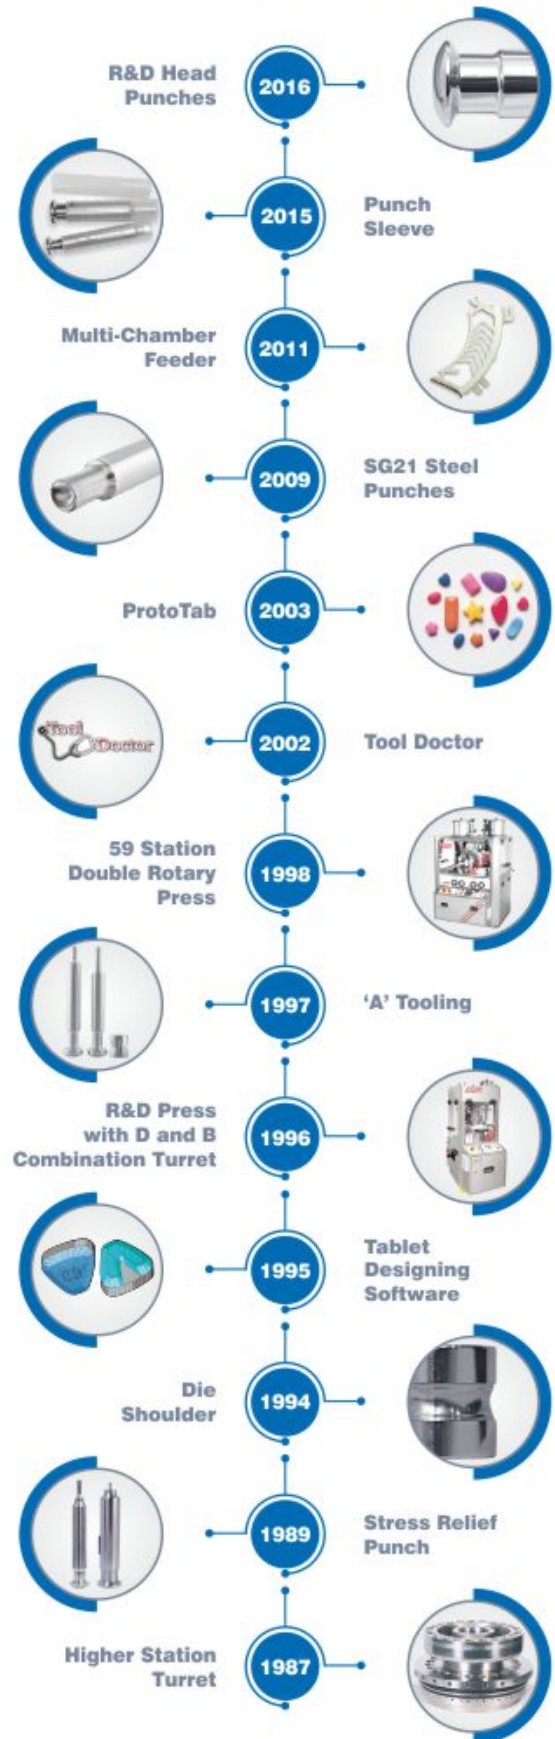 R&D Head
Punches
2016
2015
Punch
Sleeve
Multi-Chamber
Feeder
2011
2009
SG21 Steel
Punches
ProtoTab
2003
Tool
Doctor
2002
Tool Doctor
59 Station
Double Rotary
Press
1998
1997
‘A’ Tooling
R&D Press
with D and B
Combination Turret
1996
1995
Tablet
Designing
Software
Die
Shoulder
1994
1989
Stress Relief
Punch
Higher Station
Turret
1987